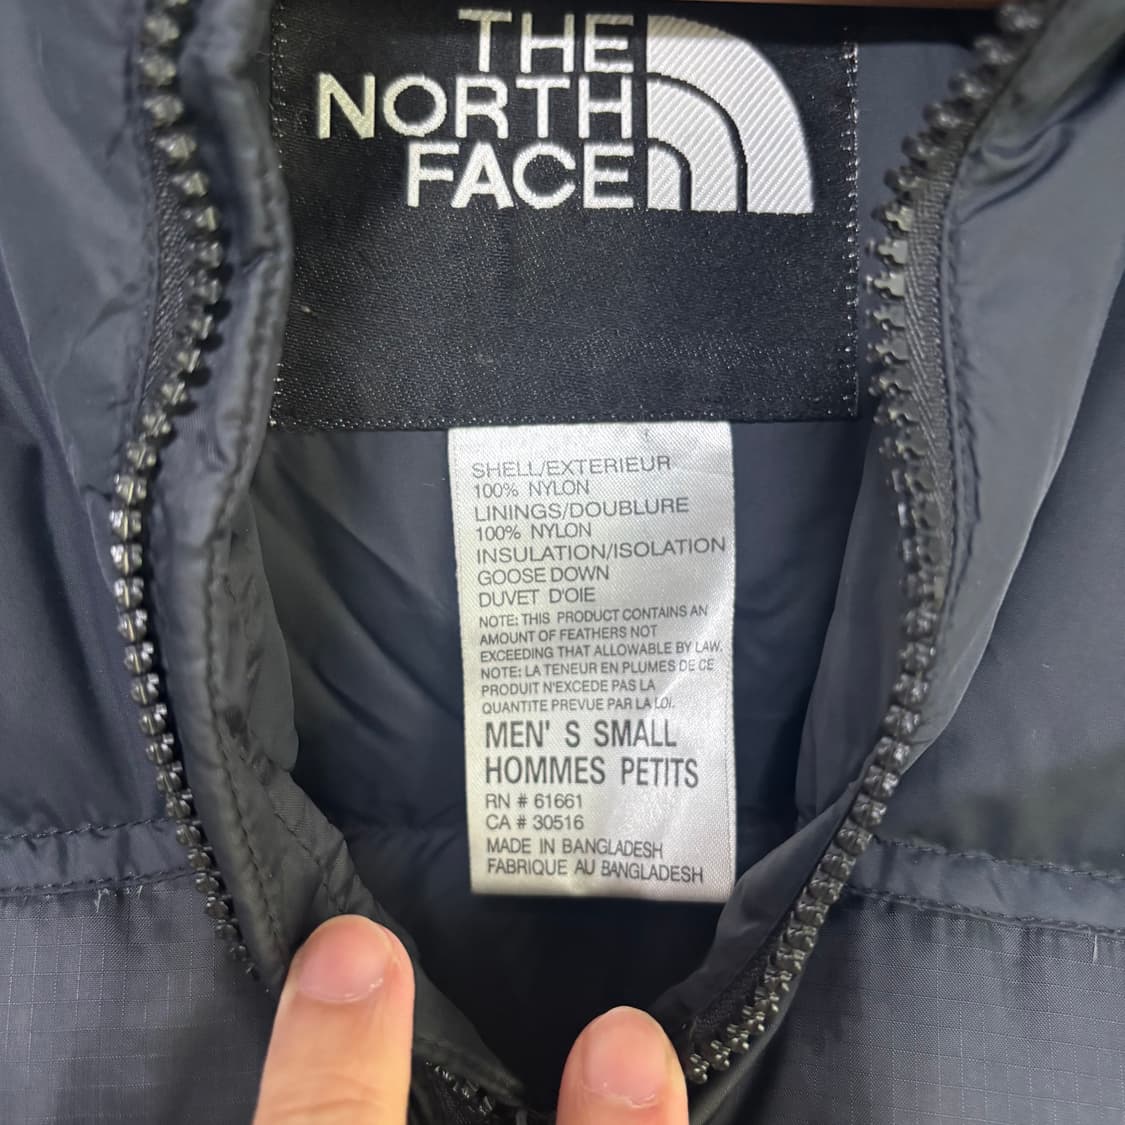 THE
NORTH
FACE
SHELL/EXTERIEUR
100% NYLON
LININGS/DOUBLURE
100% NYLON
INSULATION/ISOLATION
GOOSE DOWN
DUVET D'OIE
NOTE: THIS PRODUCT CONTAINS AN
AMOUNT OF FEATHERS NOT
EXCEEDING THAT ALLOWABLE BY LAW.
NOTE: LA TENEUR EN PLUMES DE CE
PRODUIT N'EXCEDE PAS LA
QUANTITE PREVUE PAR LA LOI.
MEN' S SMALL
HOMMES PETITS
RN # 61661
CA # 30516
MADE IN BANGLADESH
FABRIQUE AU BANGLADESH